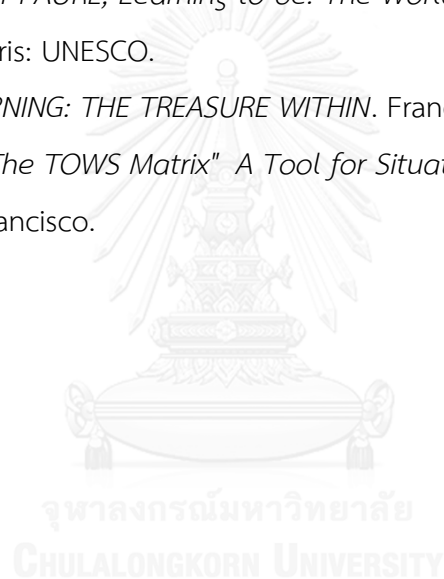 FAURE, Learning to be: The World
ris: UNESCO.
RNING: THE TREASURE WITHIN. Franc
The TOWS Matrix" A Tool for Situat
ancisco.
จุฬาลงกรณ์มหาวิทยาลัย
CHULALONGKORN UNIVERSITY